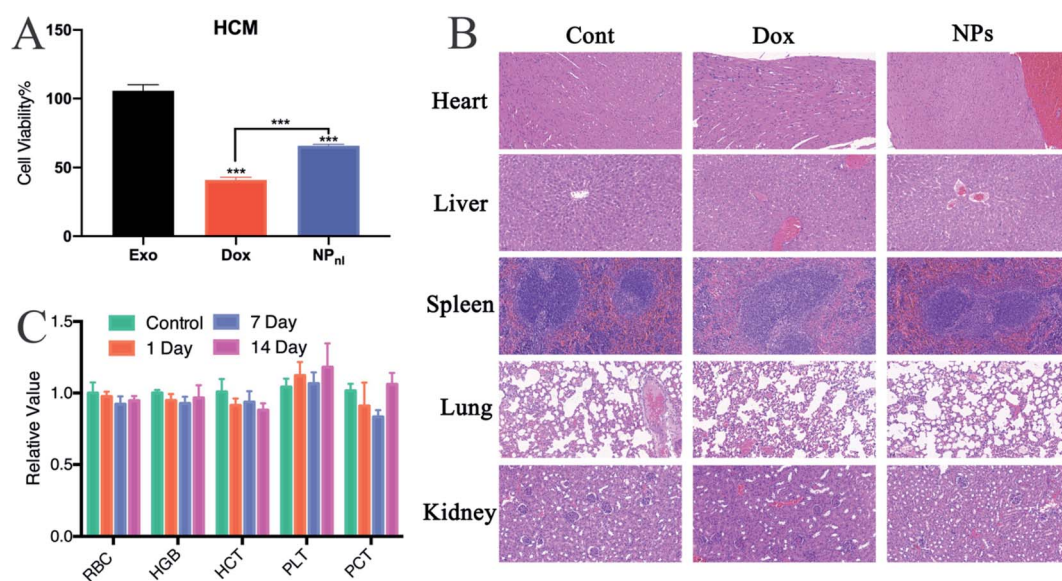 A
HCM
Cell Viability%
150
100
50
0
***
***
***
Exo
Dox
NPnl
B
Cont
Dox
NPs
Heart
Liver
Spleen
Lung
Kidney
C
Relative Value
1.5
1.0
0.5
0.0
Control
7 Day
1 Day
14 Day
RBC
HGB
HCT
PLT
PCT